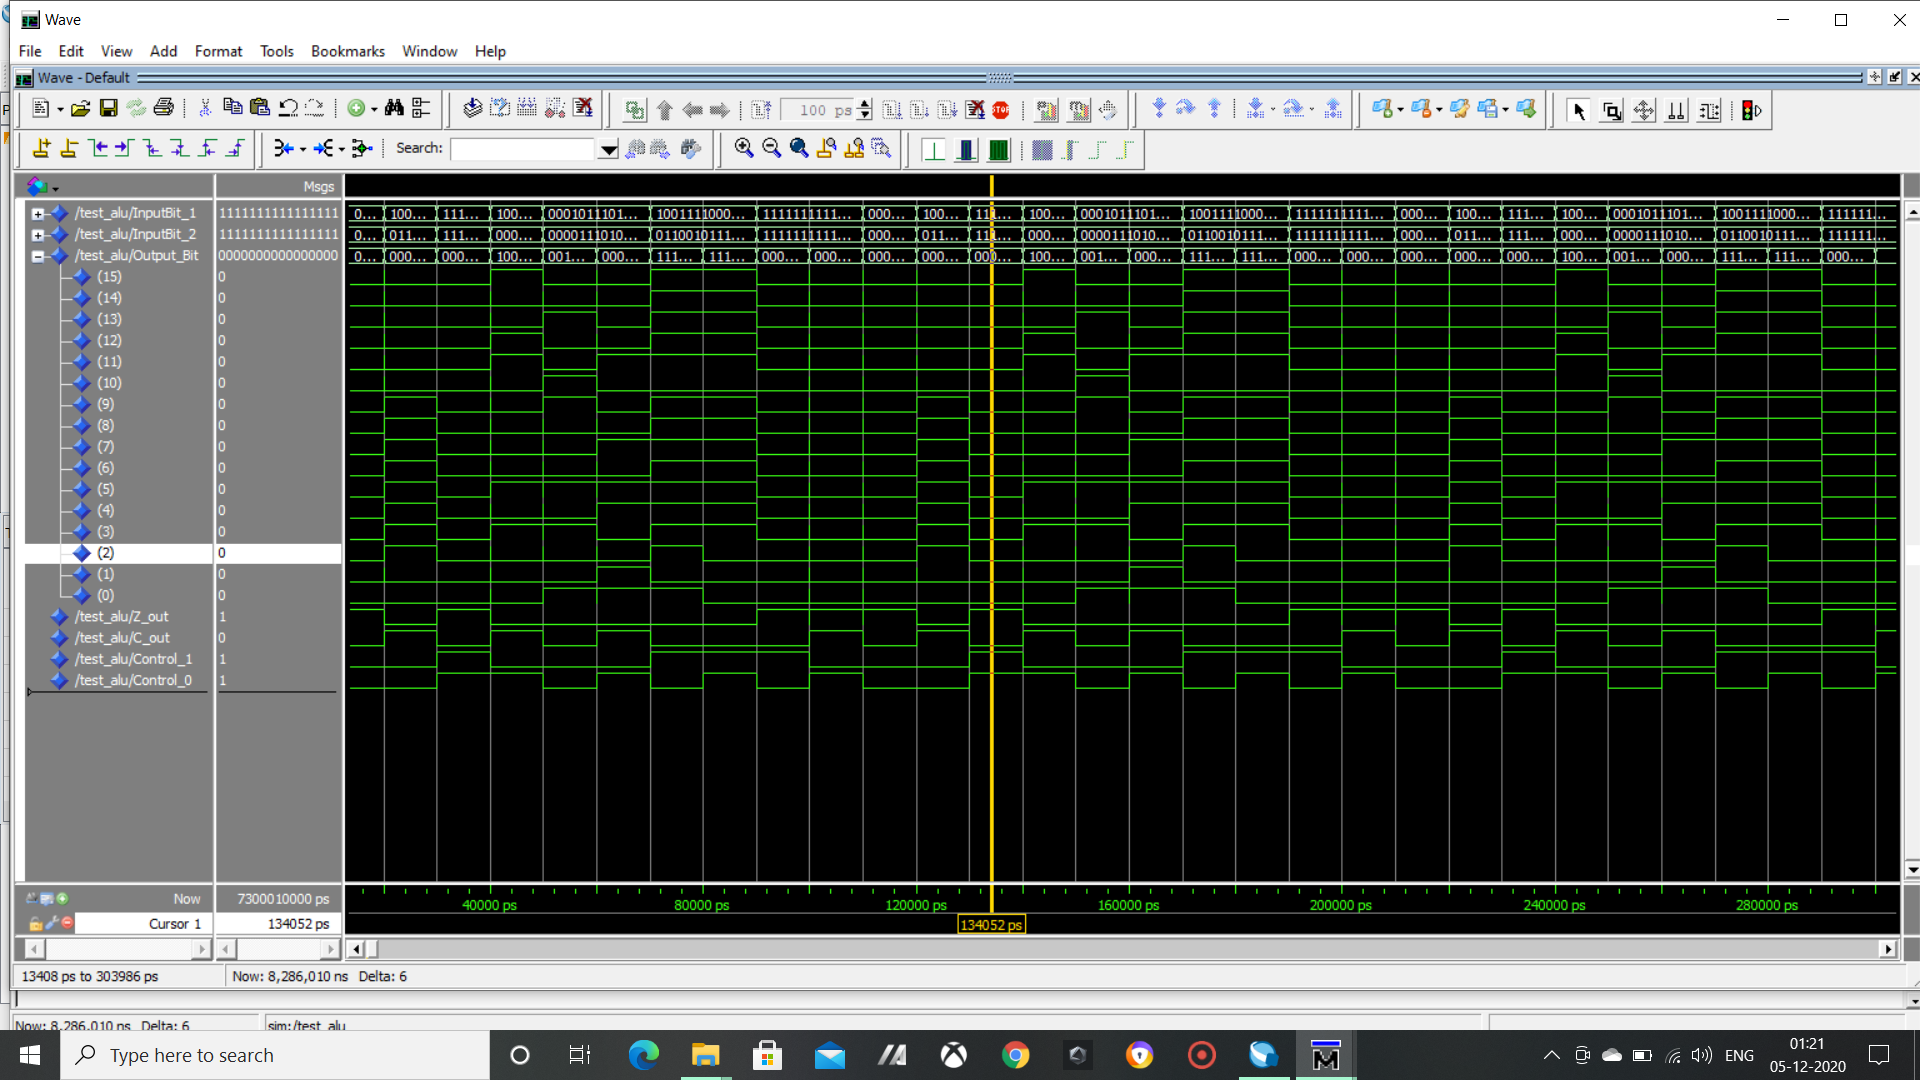 Wave
File Edit View Add Format Tools Bookmarks Window Help
Wave - Default
100 ps
Search:
Msgs
/test_alu/InputBit_1 1111111111111111 0... 100... 111... 100... 0001011101... 1001111000... 1111111111... 000... 100... 111... 100... 0001011101... 1001111000... 1111111111... 000... 100... 111... 100... 0001011101... 1001111000... 111111...
/test_alu/InputBit_2 1111111111111111 0... 011... 111... 000... 0000111010... 0110010111... 1111111111... 000... 011... 111... 000... 0000111010... 0110010111... 1111111111... 000... 011... 111... 000... 0000111010... 0110010111... 111111...
/test_alu/Output_Bit 0000000000000000 0... 000... 000... 100... 001... 000... 111... 111... 000... 000... 000... 000... 000... 100... 001... 000... 111... 111... 000... 000... 000... 000... 000... 100... 001... 000... 111... 111... 000...
(15) 0
(14) 0
(13) 0
(12) 0
(11) 0
(10) 0
(9) 0
(8) 0
(7) 0
(6) 0
(5) 0
(4) 0
(3) 0
(2) 0
(1) 0
(0) 0
/test_alu/Z_out 1
/test_alu/C_out 0
/test_alu/Control_1 1
/test_alu/Control_0 1
Now 7300010000 ps 40000 ps 80000 ps 120000 ps 160000 ps 200000 ps 240000 ps 280000 ps
Cursor 1 134052 ps 134052 ps
13408 ps to 303986 ps Now: 8,286,010 ns Delta: 6
Now: 8,286,010 ns Delta: 6 sim:/test_alu
Type here to search
ENG
01:21
05-12-2020